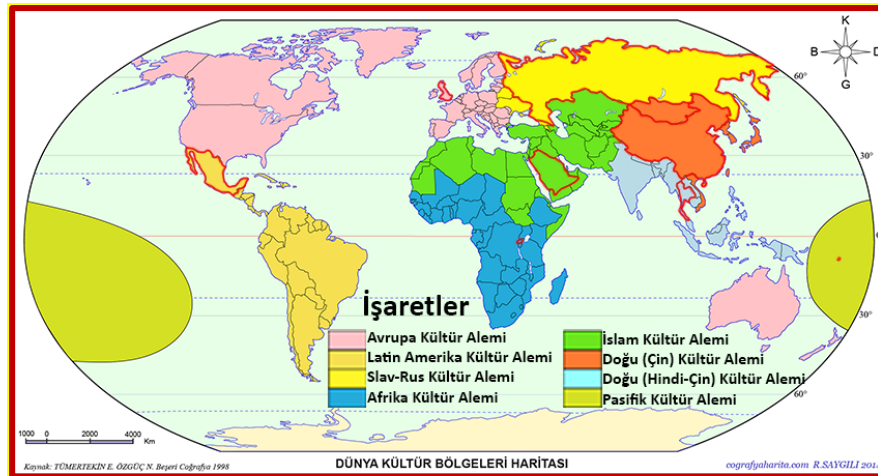 K
B
D
G
60°
30°
0
30°
60°
İşaretler
Avrupa Kültür Alemi
Latin Amerika Kültür Alemi
Slav-Rus Kültür Alemi
Afrika Kültür Alemi
İslam Kültür Alemi
Doğu (Çin) Kültür Alemi
Doğu (Hindi-Çin) Kültür Alemi
Pasifik Kültür Alemi
1000 0 2000 4000
Km
Kaynak: TÜMERTEKİN E. ÖZGÜÇ N. Beşeri Coğrafya 1998
DÜNYA KÜLTÜR BÖLGELERİ HARİTASI
cografyaharita.com R.SAYGILI